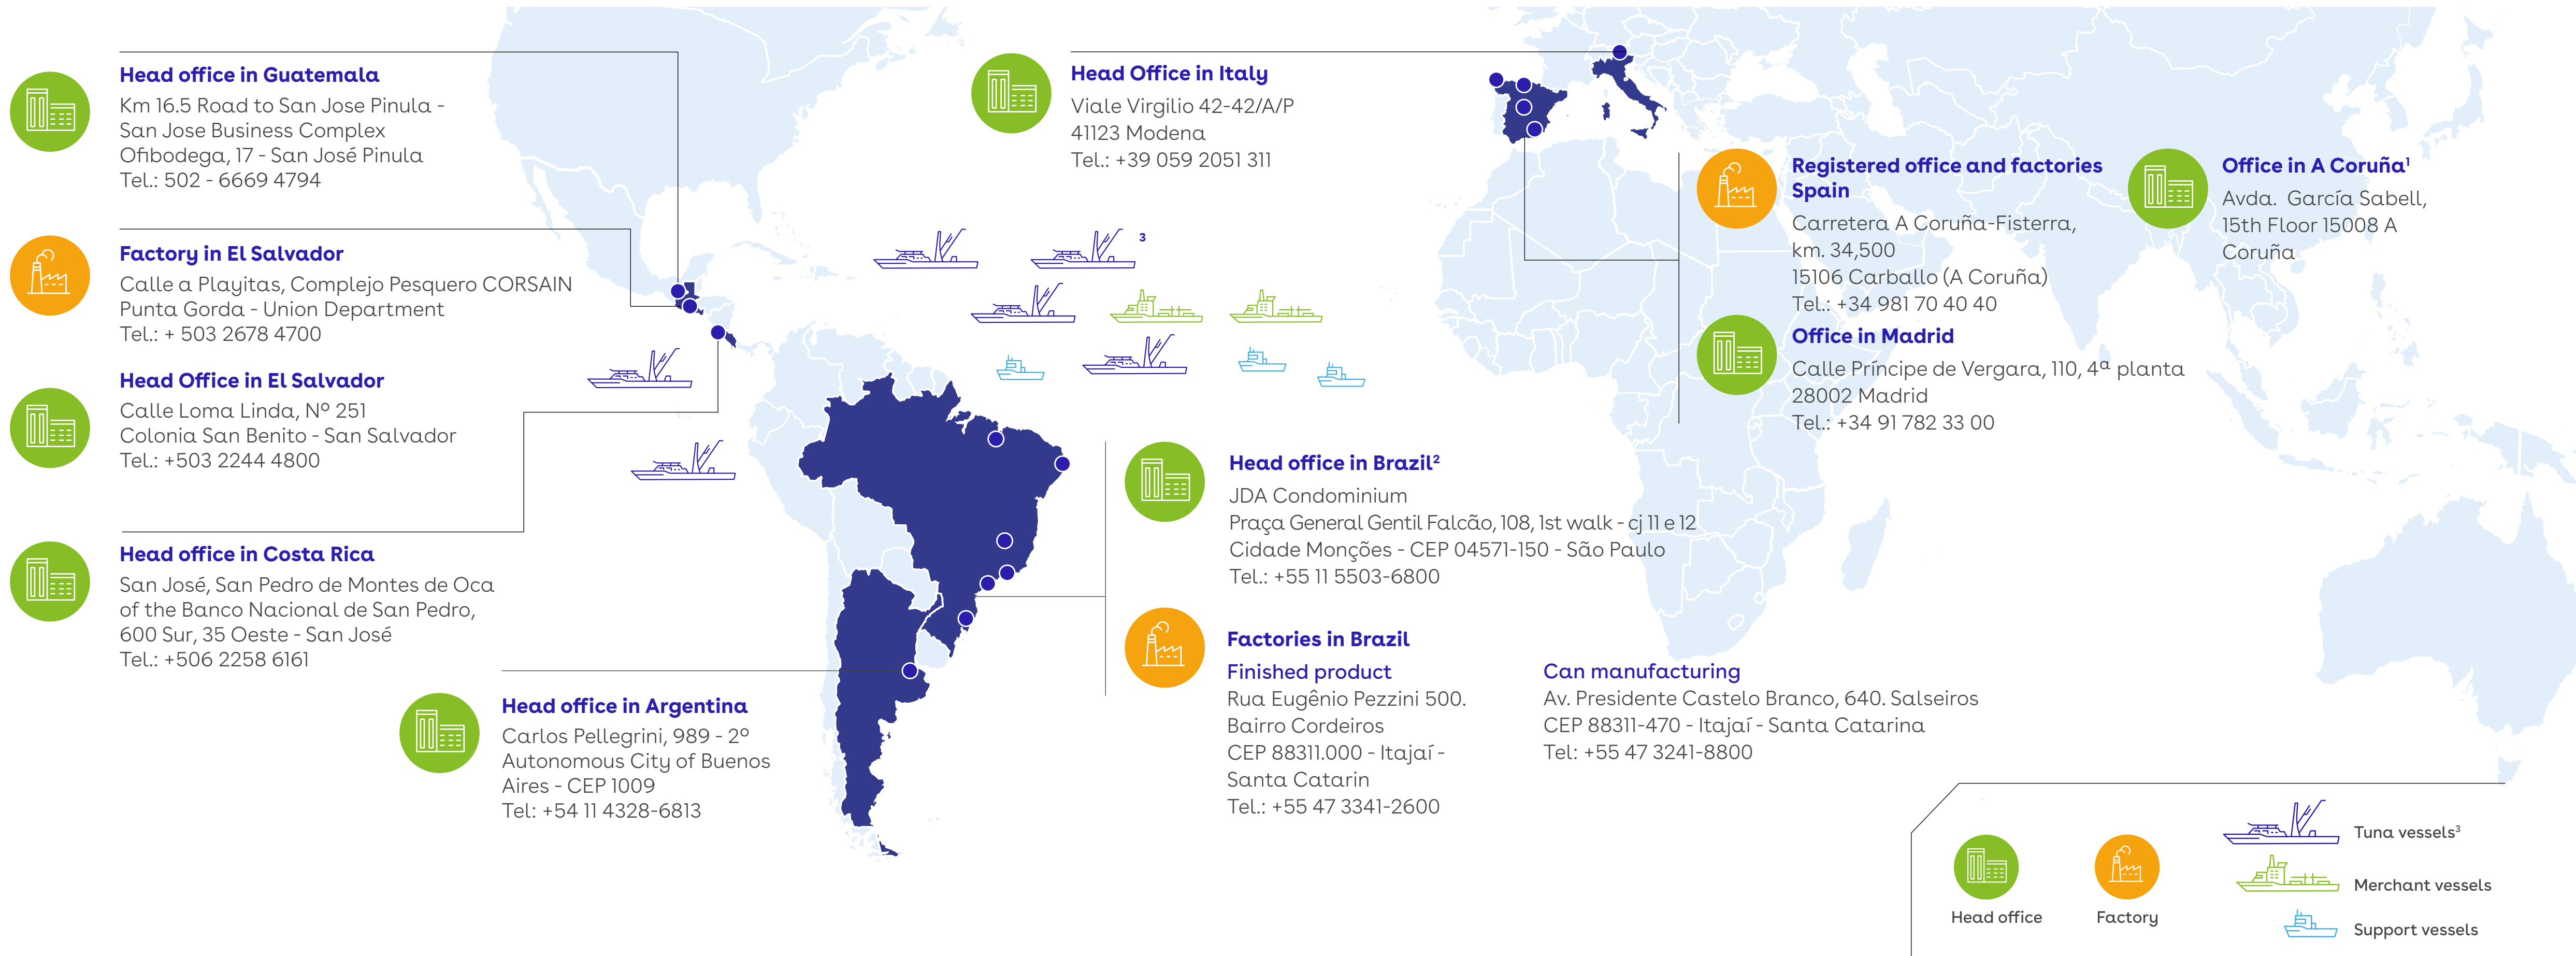 Head office in Guatemala
Km 16.5 Road to San Jose Pinula -
San Jose Business Complex
Ofibodega, 17 - San José Pinula
Tel.: 502 - 6669 4794
Factory in El Salvador
Calle a Playitas, Complejo Pesquero CORSAIN
Punta Gorda - Union Department
Tel.: + 503 2678 4700
Head Office in El Salvador
Calle Loma Linda, Nº 251
Colonia San Benito - San Salvador
Tel.: +503 2244 4800
Head office in Costa Rica
San José, San Pedro de Montes de Oca
of the Banco Nacional de San Pedro,
600 Sur, 35 Oeste - San José
Tel.: +506 2258 6161
Head office in Argentina
Carlos Pellegrini, 989 - 2º
Autonomous City of Buenos
Aires - CEP 1009
Tel: +54 11 4328-6813
Head Office in Italy
Viale Virgilio 42-42/A/P
41123 Modena
Tel.: +39 059 2051 311
3
Registered office and factories
Spain
Carretera A Coruña-Fisterra,
km. 34,500
15106 Carballo (A Coruña)
Tel.: +34 981 70 40 40
Office in A Coruña¹
Avda. García Sabell,
15th Floor 15008 A
Coruña
Office in Madrid
Calle Príncipe de Vergara, 110, 4ª planta
28002 Madrid
Tel.: +34 91 782 33 00
Head office in Brazil²
JDA Condominium
Praça General Gentil Falcão, 108, 1st walk - cj 11 e 12
Cidade Monções - CEP 04571-150 - São Paulo
Tel.: +55 11 5503-6800
Factories in Brazil
Finished product
Rua Eugênio Pezzini 500.
Bairro Cordeiros
CEP 88311.000 - Itajaí -
Santa Catarin
Tel.: +55 47 3341-2600
Can manufacturing
Av. Presidente Castelo Branco, 640. Salseiros
CEP 88311-470 - Itajaí - Santa Catarina
Tel: +55 47 3241-8800
Head office
Factory
Tuna vessels³
Merchant vessels
Support vessels